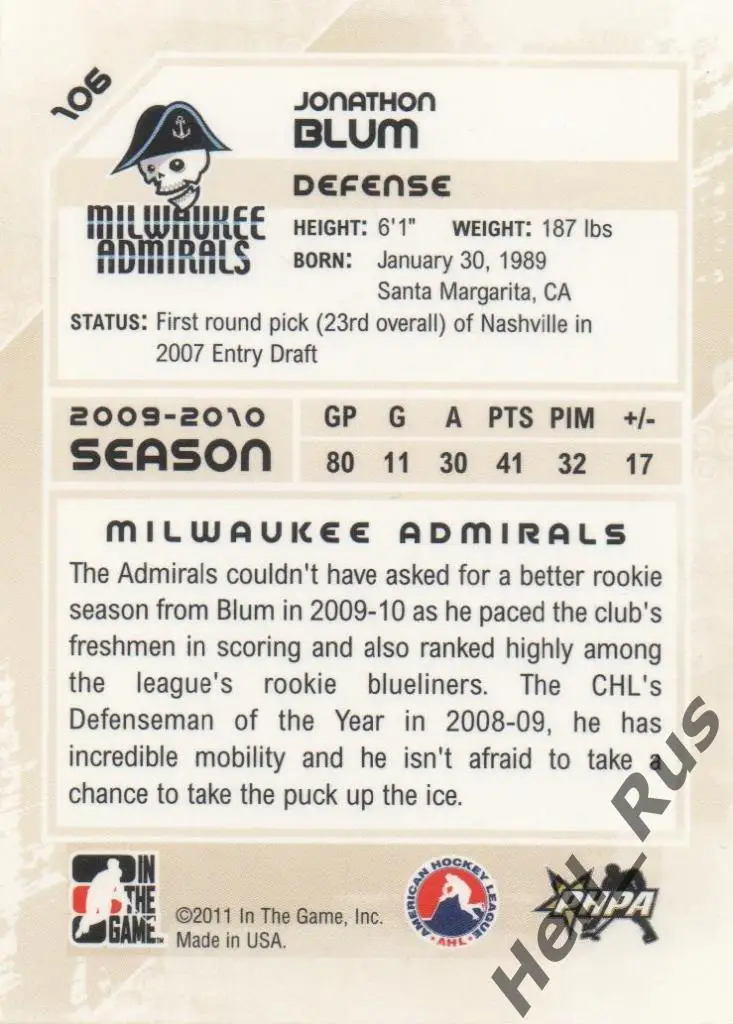 106
JONATHON
BLUM
DEFENSE
MILWAUKEE
ADMIRALS
HEIGHT: 6'1" WEIGHT: 187 lbs
BORN: January 30, 1989
Santa Margarita, CA
STATUS: First round pick (23rd overall) of Nashville in
2007 Entry Draft
2009-2010
SEASON
GP G A PTS PIM +/-
80 11 30 41 32 17
MILWAUKEE ADMIRALS
The Admirals couldn't have asked for a better rookie
season from Blum in 2009-10 as he paced the club's
freshmen in scoring and also ranked highly among
the league's rookie blueliners. The CHL's
Defenseman of the Year in 2008-09, he has
incredible mobility and he isn't afraid to take a
chance to take the puck up the ice.
IN
THE
GAME
©2011 In The Game, Inc.
Made in USA.
AMERICAN HOCKEY LEAGUE
AHL
PHPA
Hell_Rus